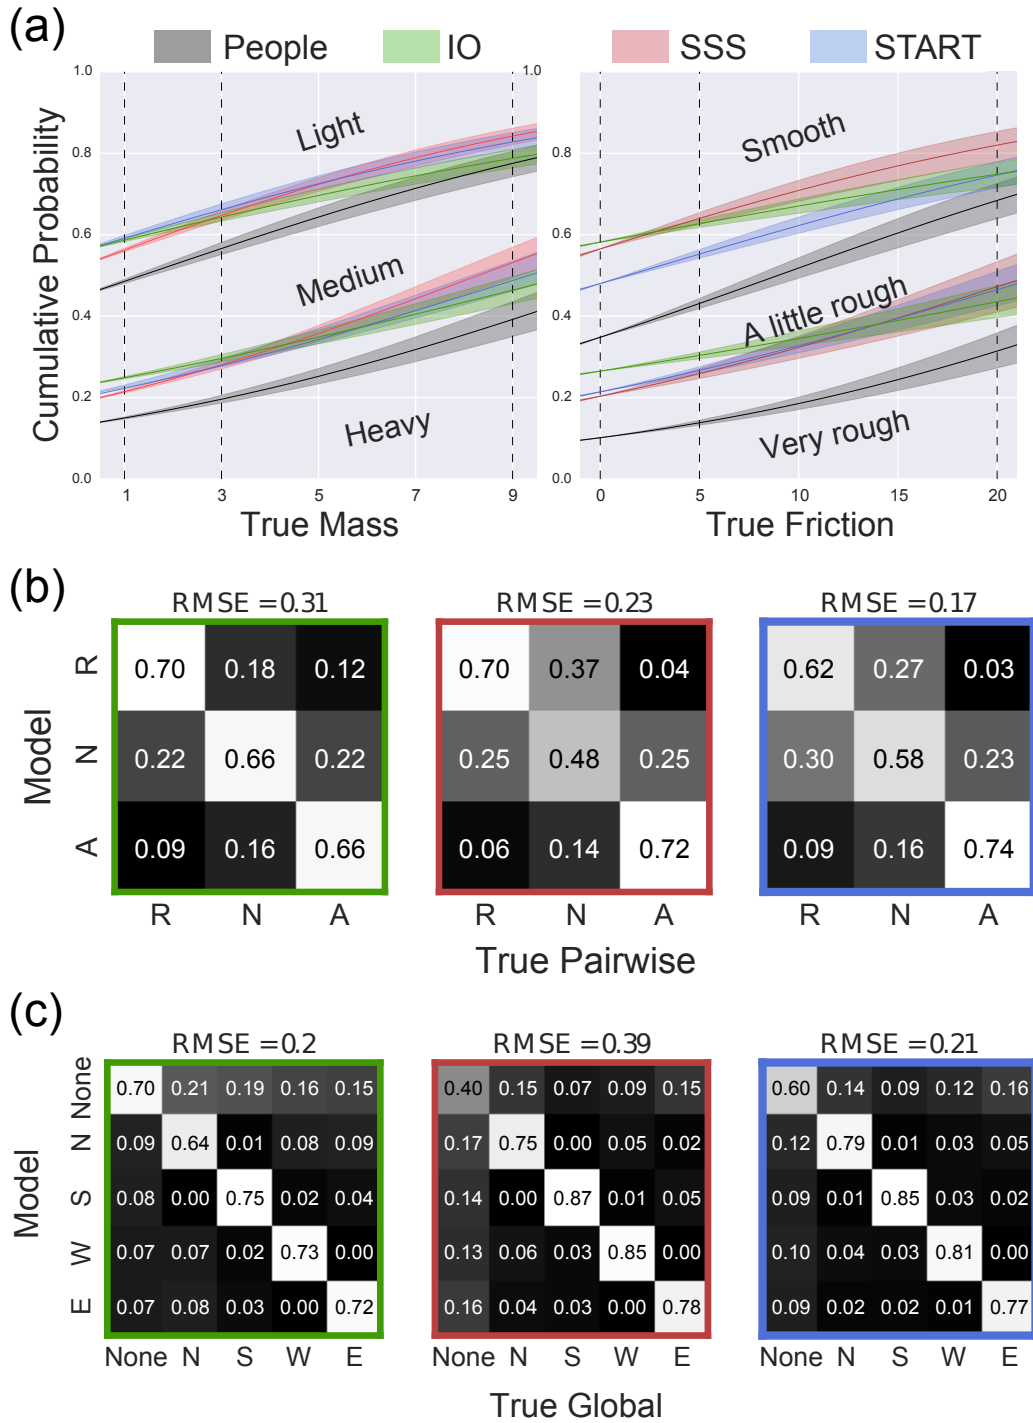 (a)
People IO SSS START
Cumulative Probability
1.0 1.0
0.8
0.6
0.4
0.2
0.0 0.0
Light
Medium
Heavy
Smooth
A little rough
Very rough
1 3 5 7 9 0 5 10 15 20
True Mass True Friction
(b)
RMSE = 0.31 RMSE = 0.23 RMSE = 0.17
Model
R 0.70 0.18 0.12 0.70 0.37 0.04 0.62 0.27 0.03
N 0.22 0.66 0.22 0.25 0.48 0.25 0.30 0.58 0.23
A 0.09 0.16 0.66 0.06 0.14 0.72 0.09 0.16 0.74
R N A R N A R N A
True Pairwise
(c)
RMSE = 0.2 RMSE = 0.39 RMSE = 0.21
Model
None 0.70 0.21 0.19 0.16 0.15 0.40 0.15 0.07 0.09 0.15 0.60 0.14 0.09 0.12 0.16
N 0.09 0.64 0.01 0.08 0.09 0.17 0.75 0.00 0.05 0.02 0.12 0.79 0.01 0.03 0.05
S 0.08 0.00 0.75 0.02 0.04 0.14 0.00 0.87 0.01 0.05 0.09 0.01 0.85 0.03 0.02
W 0.07 0.07 0.02 0.73 0.00 0.13 0.06 0.03 0.85 0.00 0.10 0.04 0.03 0.81 0.00
E 0.07 0.08 0.03 0.00 0.72 0.16 0.04 0.03 0.00 0.78 0.09 0.02 0.02 0.01 0.77
None N S W E None N S W E None N S W E
True Global